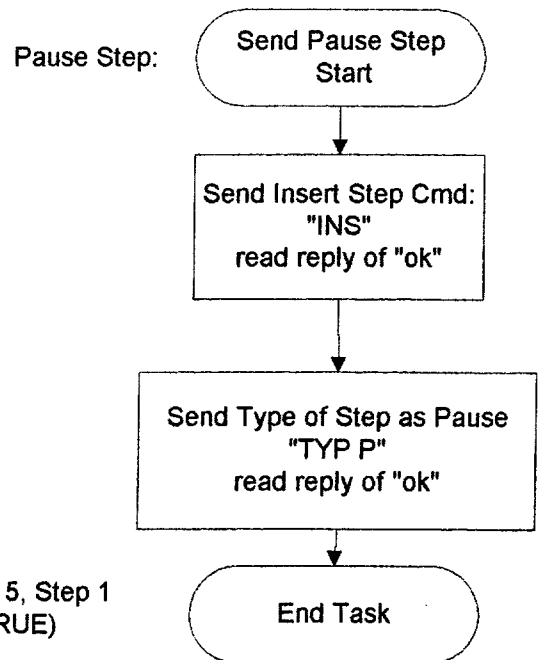 Pause Step:
Send Pause Step
Start
Send Insert Step Cmd:
"INS"
read reply of "ok"
Send Type of Step as Pause
"TYP P"
read reply of "ok"
5, Step 1
RUE)
End Task